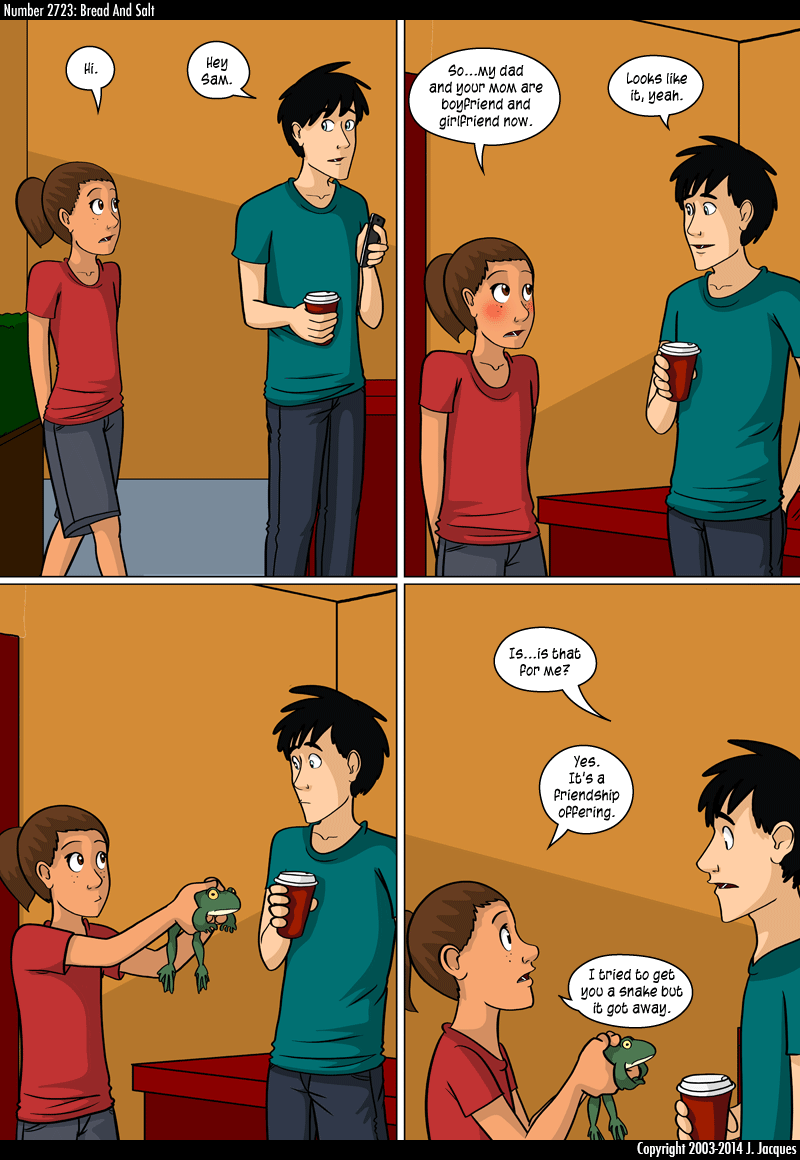 Number 2723: Bread And Salt
Hi.
Hey
Sam.
So...my dad
and your mom are
boyfriend and
girlfriend now.
Looks like
it, yeah.
Is...is that
for me?
Yes.
It's a
friendship
offering.
I tried to get
you a snake but
it got away.
Copyright 2003-2014 J. Jacques